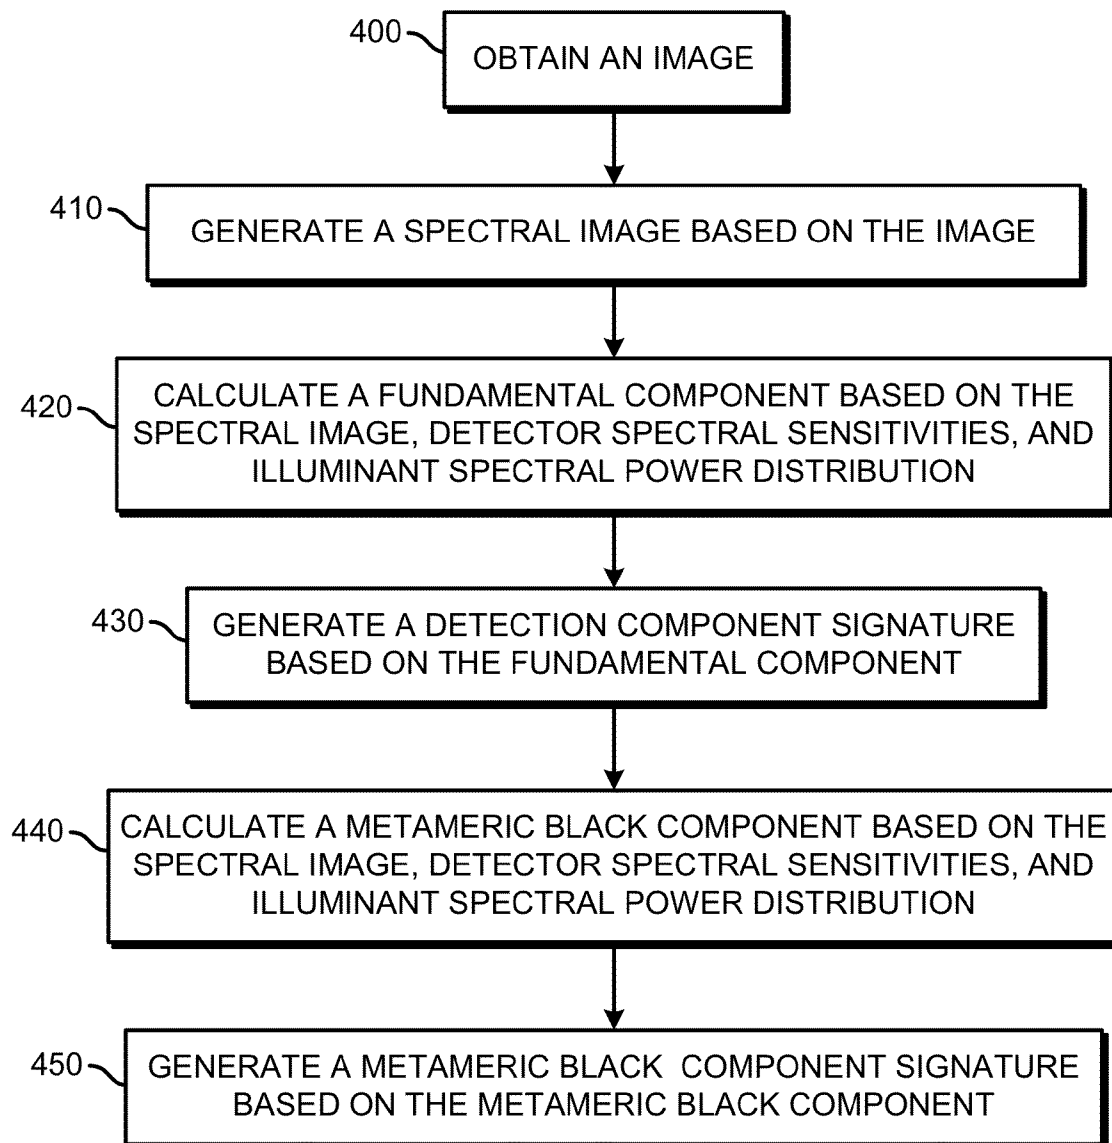 400
OBTAIN AN IMAGE
410
GENERATE A SPECTRAL IMAGE BASED ON THE IMAGE
420
CALCULATE A FUNDAMENTAL COMPONENT BASED ON THE
SPECTRAL IMAGE, DETECTOR SPECTRAL SENSITIVITIES, AND
ILLUMINANT SPECTRAL POWER DISTRIBUTION
430
GENERATE A DETECTION COMPONENT SIGNATURE
BASED ON THE FUNDAMENTAL COMPONENT
440
CALCULATE A METAMERIC BLACK COMPONENT BASED ON THE
SPECTRAL IMAGE, DETECTOR SPECTRAL SENSITIVITIES, AND
ILLUMINANT SPECTRAL POWER DISTRIBUTION
450
GENERATE A METAMERIC BLACK COMPONENT SIGNATURE
BASED ON THE METAMERIC BLACK COMPONENT